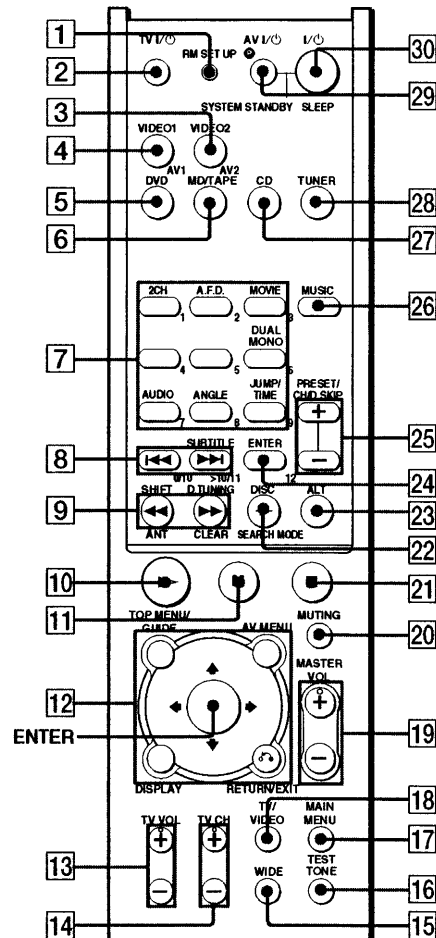 TV I/⏻ AV I/⏻ I/⏻
1 RM SET UP 30
2 29
SYSTEM STANDBY SLEEP
3
4 VIDEO1 VIDEO2
AV1 AV2
5 DVD MD/TAPE CD TUNER 28
6 27
2CH A.F.D. MOVIE MUSIC
1 2 3 26
DUAL
MONO
7 4 5 6 PRESET/
CH/D.SKIP
AUDIO ANGLE JUMP/
TIME +
7 8 9 25
SUBTITLE ENTER −
8 0/10 >10/11 12 24
SHIFT D.TUNING DISC ALT 23
9
ANT CLEAR SEARCH MODE 22
10 21
11
TOP MENU/
GUIDE AV MENU MUTING
20
MASTER
VOL
12 + 19
ENTER −
DISPLAY RETURN/EXIT
TV VOL TV CH TV/
VIDEO MAIN
MENU 18
13 + + 17
TEST
TONE
WIDE 16
− − 15
14